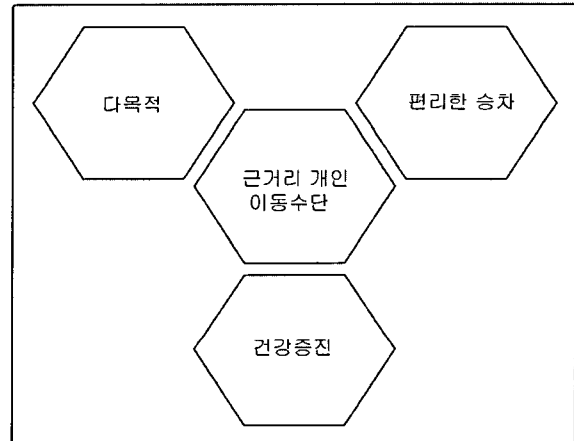 다목적
편리한 승차
근거리 개인
이동수단
건강증진